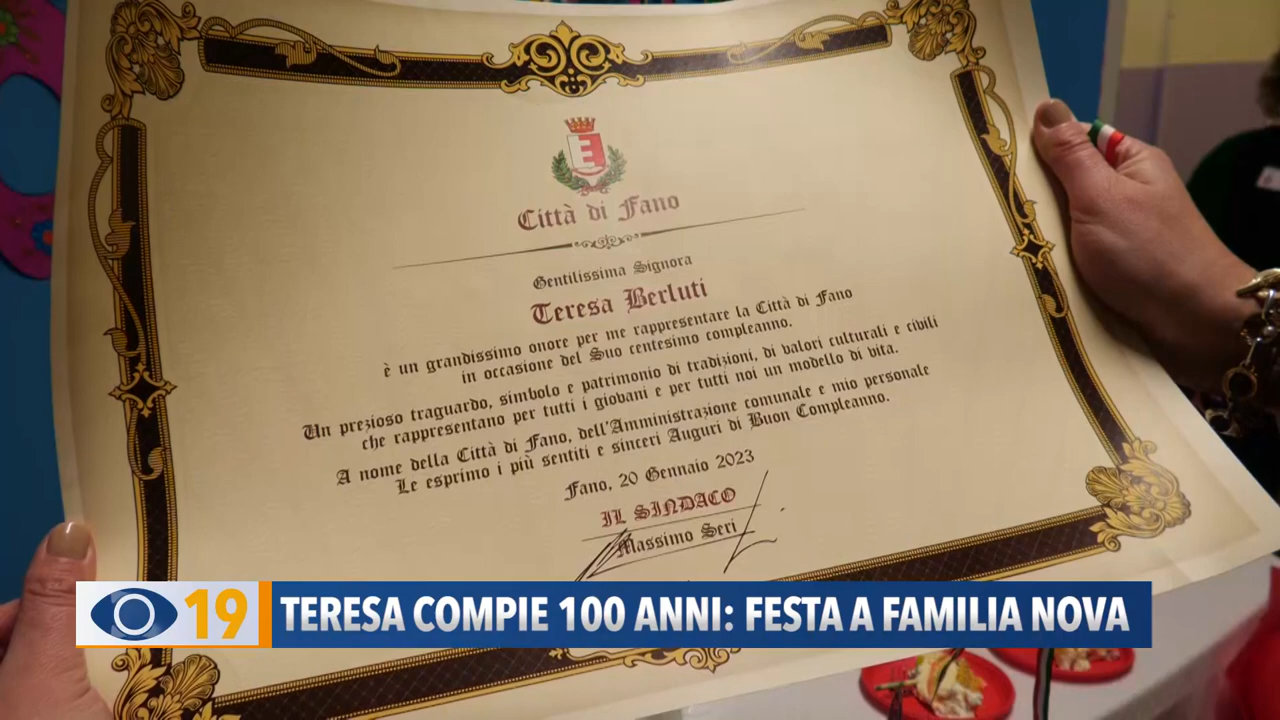 Città di Fano
Gentilissima Signora
Teresa Berluti
è un grandissimo onore per me rappresentare la Città di Fano
in occasione del Suo centesimo compleanno.
Un prezioso traguardo, simbolo e patrimonio di tradizioni, di valori culturali e civili
che rappresentano per tutti i giovani e per tutti noi un modello di vita.
A nome della Città di Fano, dell'Amministrazione comunale e mio personale
Le esprimo i più sentiti e sinceri Auguri di Buon Compleanno.
Fano, 20 Gennaio 2023
IL SINDACO
Massimo Seri
19 TERESA COMPIE 100 ANNI: FESTA A FAMILIA NOVA